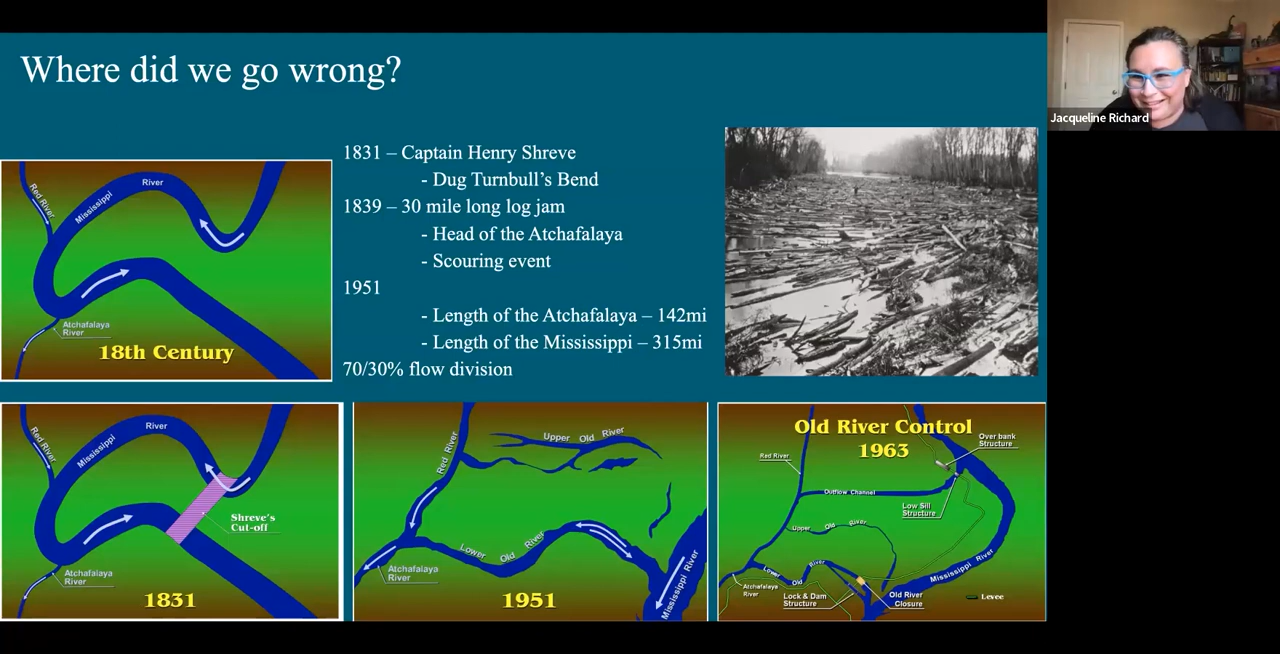 Where did we go wrong?
Jacqueline Richard
1831 – Captain Henry Shreve
- Dug Turnbull's Bend
1839 – 30 mile long log jam
- Head of the Atchafalaya
- Scouring event
1951
- Length of the Atchafalaya – 142mi
- Length of the Mississippi – 315mi
70/30% flow division
Red River
Mississippi River
Atchafalaya
River
18th Century
Red River
Mississippi River
Shreve's
Cut-off
Atchafalaya
River
1831
Red River
Upper Old River
Lower Old River
Atchafalaya
River
Mississippi River
1951
Old River Control
1963
Over bank
Structure
Red River
Outflow Channel
Low Sill
Structure
Upper Old River
Lower Old River
Mississippi River
Atchafalaya
River
Lock & Dam
Structure
Old River
Closure
Levee